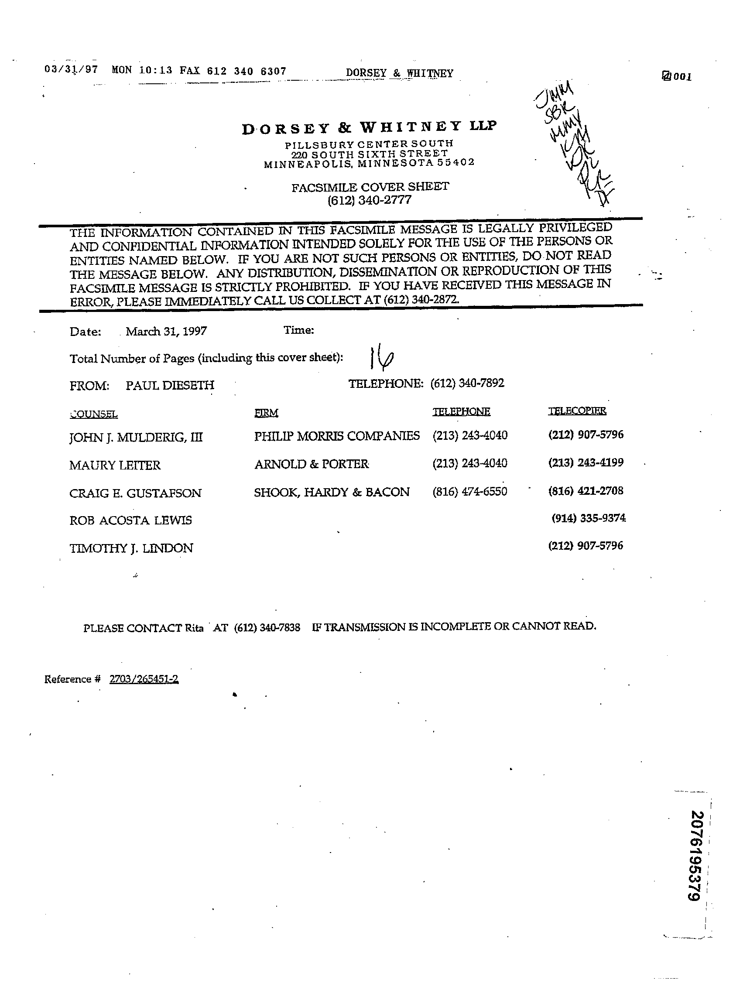 03/31/97 MON 10:13 FAX 612 340 6307 DORSEY & WHITNEY 001
JMM
SBR
MMY
DORSEY & WHITNEY LLP
PILLSBURY CENTER SOUTH
220 SOUTH SIXTH STREET
MINNEAPOLIS, MINNESOTA 55402
FACSIMILE COVER SHEET
(612) 340-2777
THE INFORMATION CONTAINED IN THIS FACSIMILE MESSAGE IS LEGALLY PRIVILEGED
AND CONFIDENTIAL INFORMATION INTENDED SOLELY FOR THE USE OF THE PERSONS OR
ENTITIES NAMED BELOW. IF YOU ARE NOT SUCH PERSONS OR ENTITIES, DO NOT READ
THE MESSAGE BELOW. ANY DISTRIBUTION, DISSEMINATION OR REPRODUCTION OF THIS
FACSIMILE MESSAGE IS STRICTLY PROHIBITED. IF YOU HAVE RECEIVED THIS MESSAGE IN
ERROR, PLEASE IMMEDIATELY CALL US COLLECT AT (612) 340-2872.
Date: March 31, 1997 Time:
Total Number of Pages (including this cover sheet): 16
FROM: PAUL DIESETH TELEPHONE: (612) 340-7892
COUNSEL FIRM TELEPHONE TELECOPIER
JOHN J. MULDERIG, III PHILIP MORRIS COMPANIES (213) 243-4040 (212) 907-5796
MAURY LEITER ARNOLD & PORTER (213) 243-4040 (213) 243-4199
CRAIG E. GUSTAFSON SHOOK, HARDY & BACON (816) 474-6550 (816) 421-2708
ROB ACOSTA LEWIS (914) 335-9374
TIMOTHY J. LINDON (212) 907-5796
PLEASE CONTACT Rita AT (612) 340-7838 IF TRANSMISSION IS INCOMPLETE OR CANNOT READ.
Reference # 2703/265451-2
2076195379